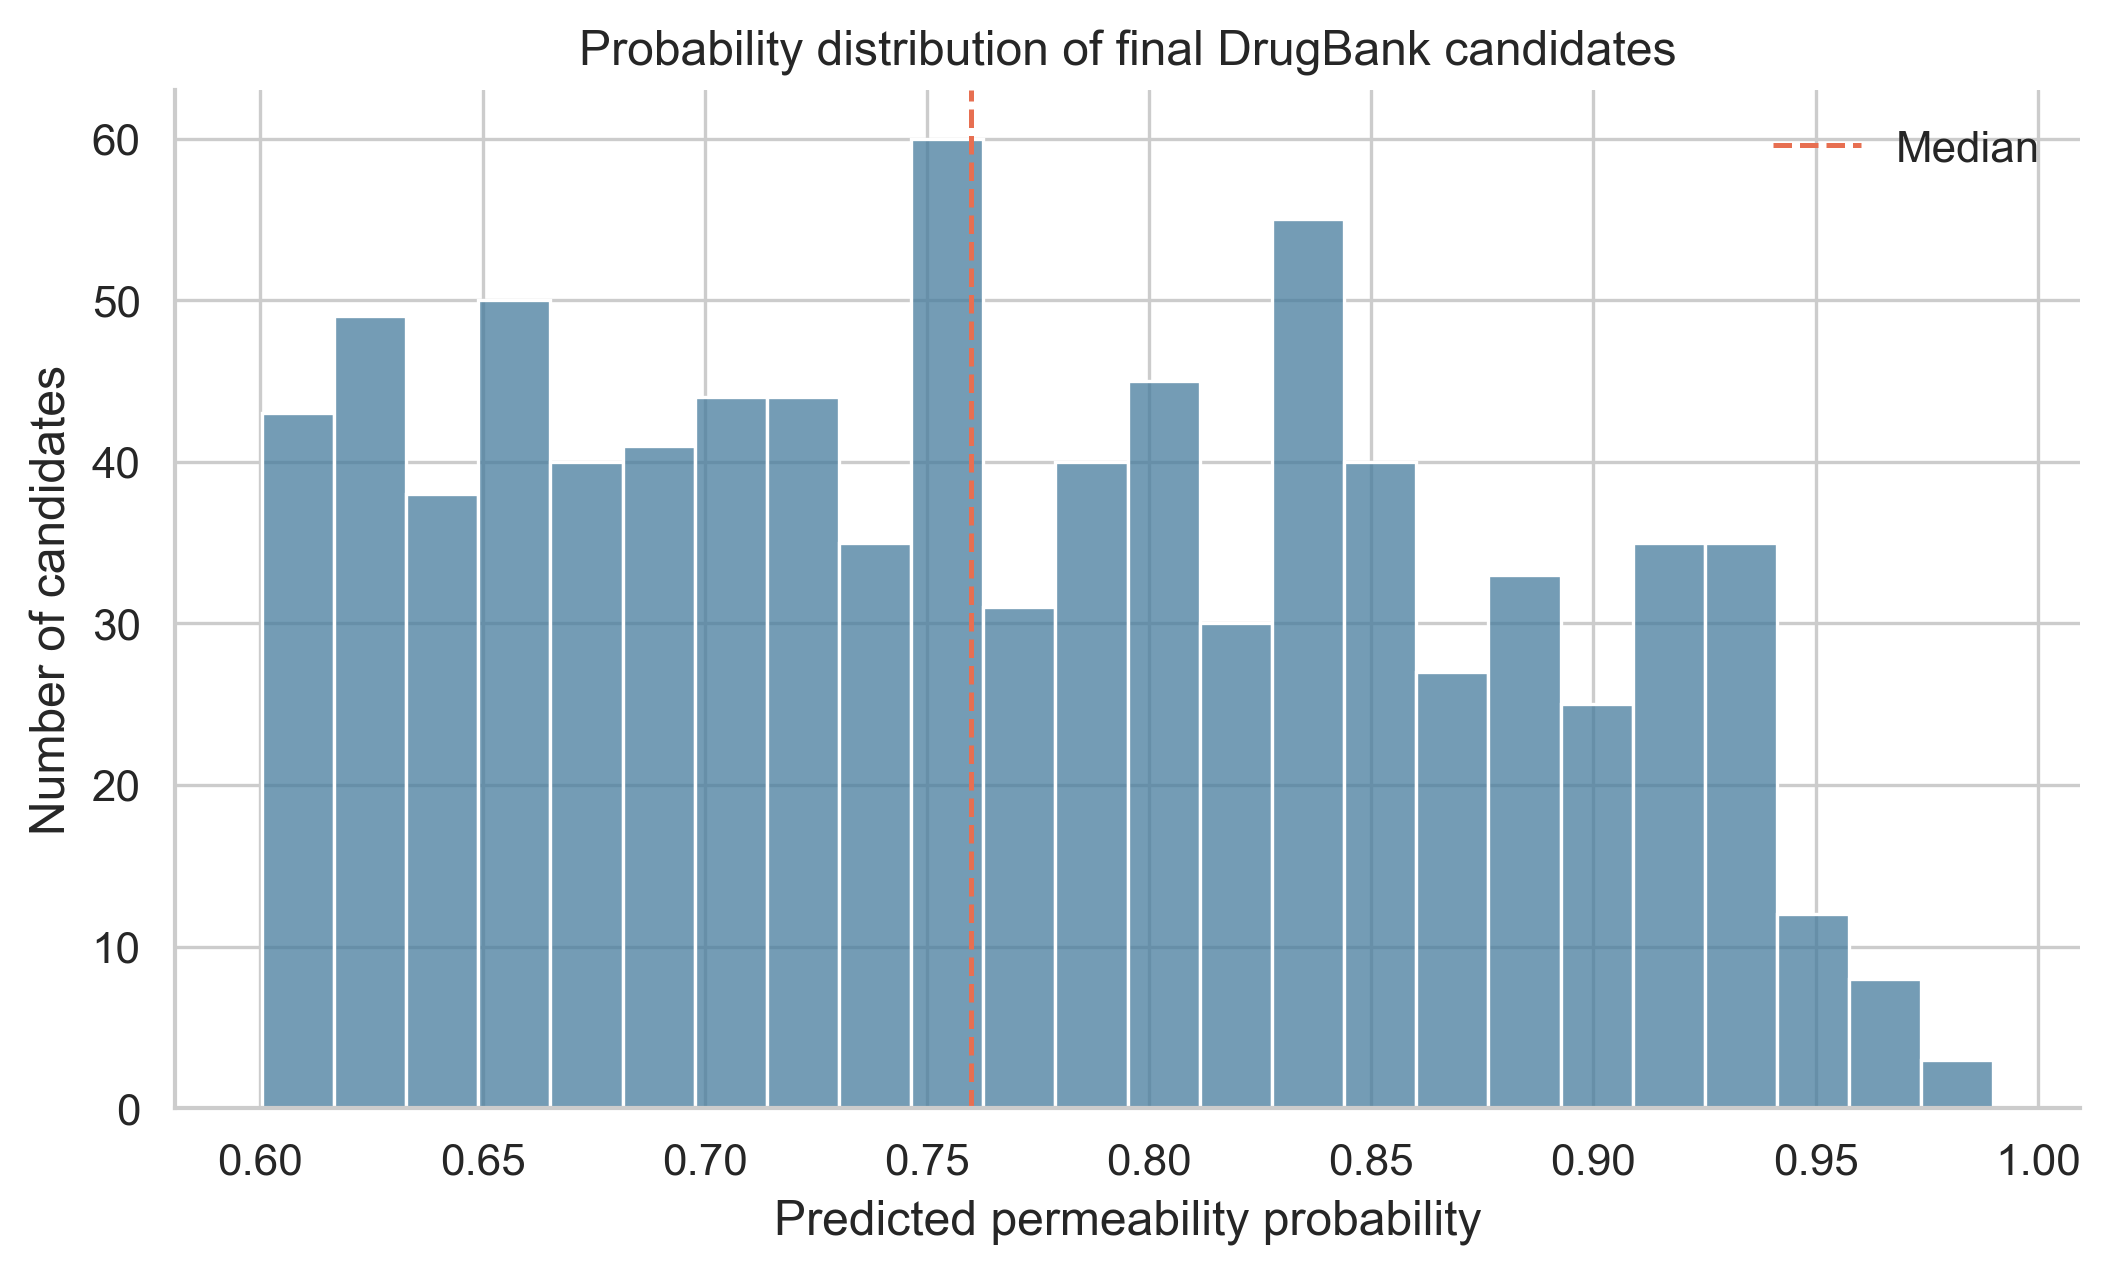 Probability distribution of final DrugBank candidates
Median
Number of candidates
60
50
40
30
20
10
0
0.60 0.65 0.70 0.75 0.80 0.85 0.90 0.95 1.00
Predicted permeability probability